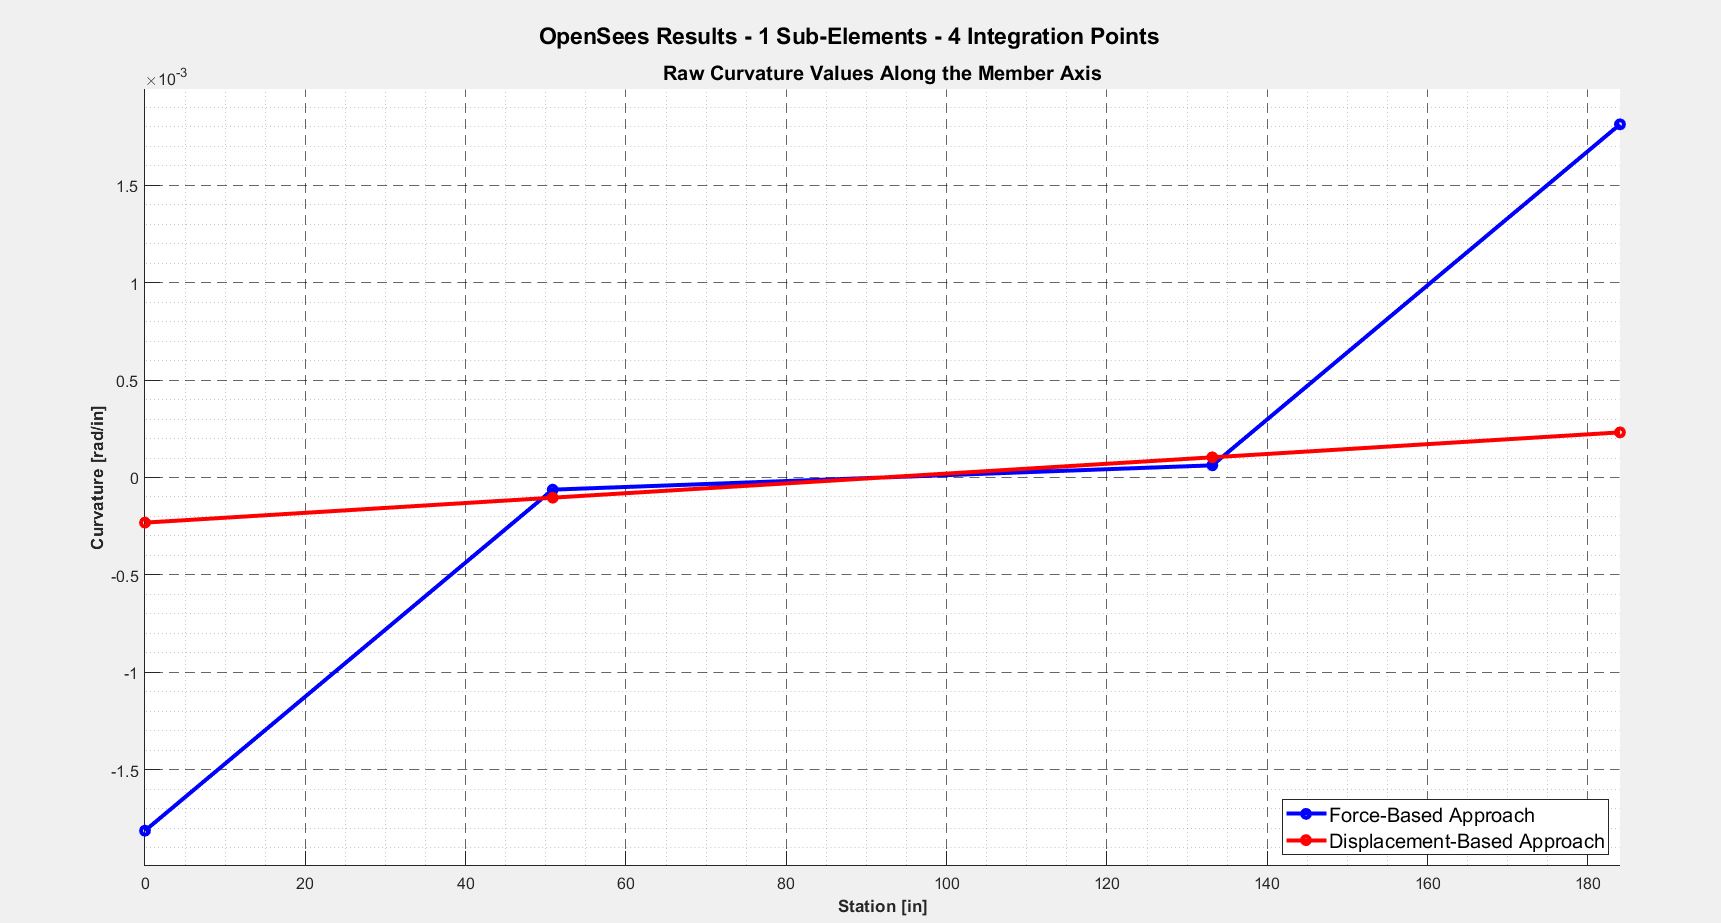 OpenSees Results - 1 Sub-Elements - 4 Integration Points
Raw Curvature Values Along the Member Axis
×10-3
1.5
1
0.5
0
-0.5
-1
-1.5
Curvature [rad/in]
0 20 40 60 80 100 120 140 160 180
Station [in]
Force-Based Approach
Displacement-Based Approach